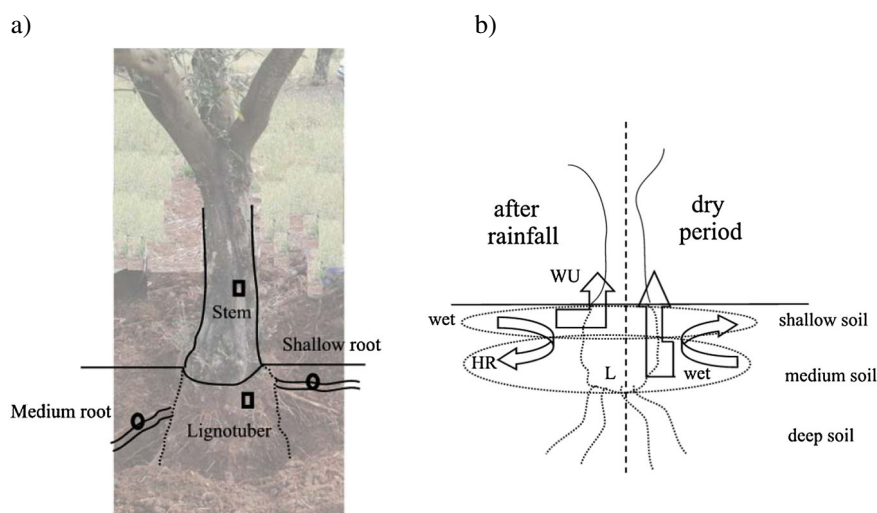 a)
Stem
Shallow root
Medium root
Lignotuber
b)
after
rainfall
dry
period
WU
wet
shallow soil
HR
L
wet
medium soil
deep soil